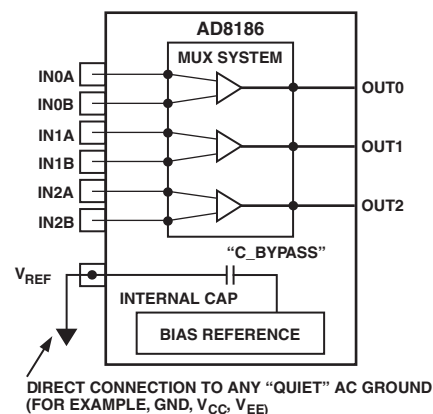 AD8186
MUX SYSTEM
IN0A
IN0B
IN1A
IN1B
IN2A
IN2B
OUT0
OUT1
OUT2
"C_BYPASS"
VREF
INTERNAL CAP
BIAS REFERENCE
DIRECT CONNECTION TO ANY "QUIET" AC GROUND
(FOR EXAMPLE, GND, VCC, VEE)